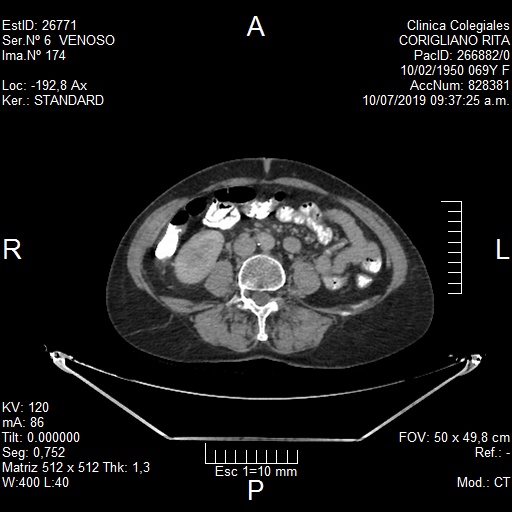 EstID: 26771
Ser.Nº 6 VENOSO
Ima.Nº 174
Loc: -192,8 Ax
Ker.: STANDARD
A
Clinica Colegiales
CORIGLIANO RITA
PacID: 266882/0
10/02/1950 069Y F
AccNum: 828381
10/07/2019 09:37:25 a.m.
R
L
KV: 120
mA: 86
Tilt: 0.000000
Seg: 0,752
Matriz 512 x 512 Thk: 1,3
W:400 L:40
Esc 1=10 mm
P
FOV: 50 x 49,8 cm
Ref.: -
Mod.: CT